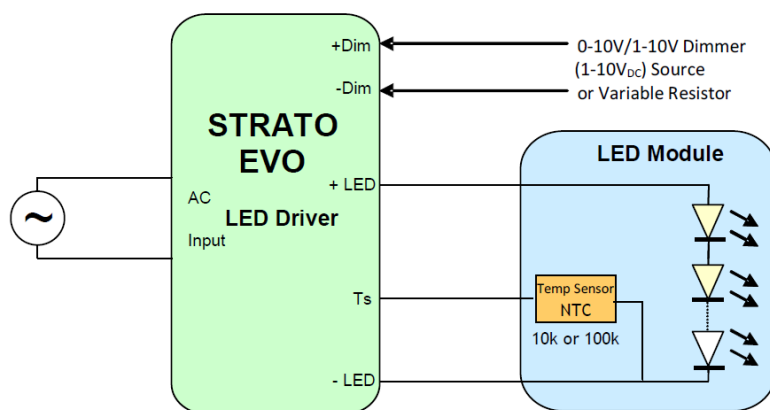 +Dim
0-10V/1-10V Dimmer
(1-10VDC) Source
-Dim
or Variable Resistor
STRATO
EVO
LED Module
+ LED
AC
LED Driver
Input
Ts
Temp Sensor
NTC
10k or 100k
- LED
~